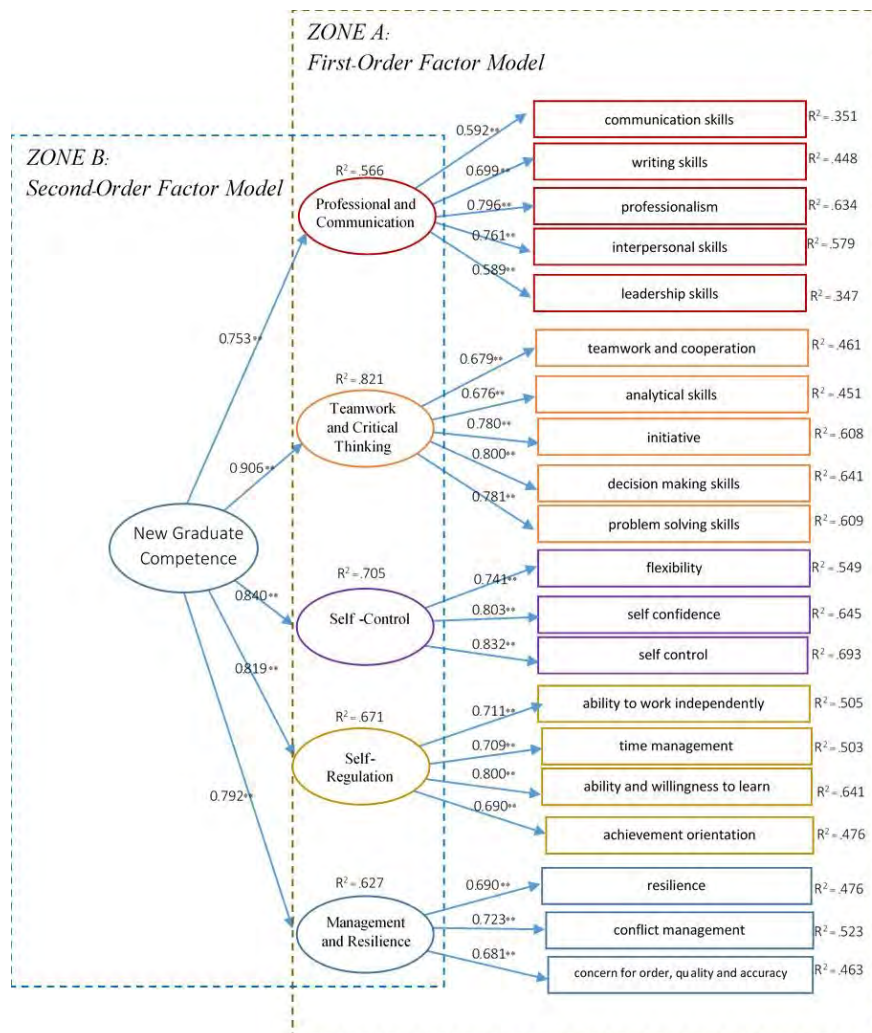 ZONE A:
First-Order Factor Model
ZONE B:
Second-Order Factor Model
R² = .566
Professional and
Communication
0.592**
communication skills
R² = .351
0.699**
writing skills
R² = .448
0.796**
professionalism
R² = .634
0.761**
interpersonal skills
R² = .579
0.589**
leadership skills
R² = .347
0.753**
R² = .821
Teamwork
and Critical
Thinking
0.679**
teamwork and cooperation
R² = .461
0.676**
analytical skills
R² = .451
0.780**
initiative
R² = .608
0.800**
decision making skills
R² = .641
0.781**
problem solving skills
R² = .609
0.906**
New Graduate
Competence
R² = .705
Self -Control
0.741**
flexibility
R² = .549
0.803**
self confidence
R² = .645
0.832**
self control
R² = .693
0.840**
0.819**
R² = .671
Self-
Regulation
0.711**
ability to work independently
R² = .505
0.709**
time management
R² = .503
0.800**
ability and willingness to learn
R² = .641
0.690**
achievement orientation
R² = .476
0.792**
R² = .627
Management
and Resilience
0.690**
resilience
R² = .476
0.723**
conflict management
R² = .523
0.681**
concern for order, quality and accuracy
R² = .463